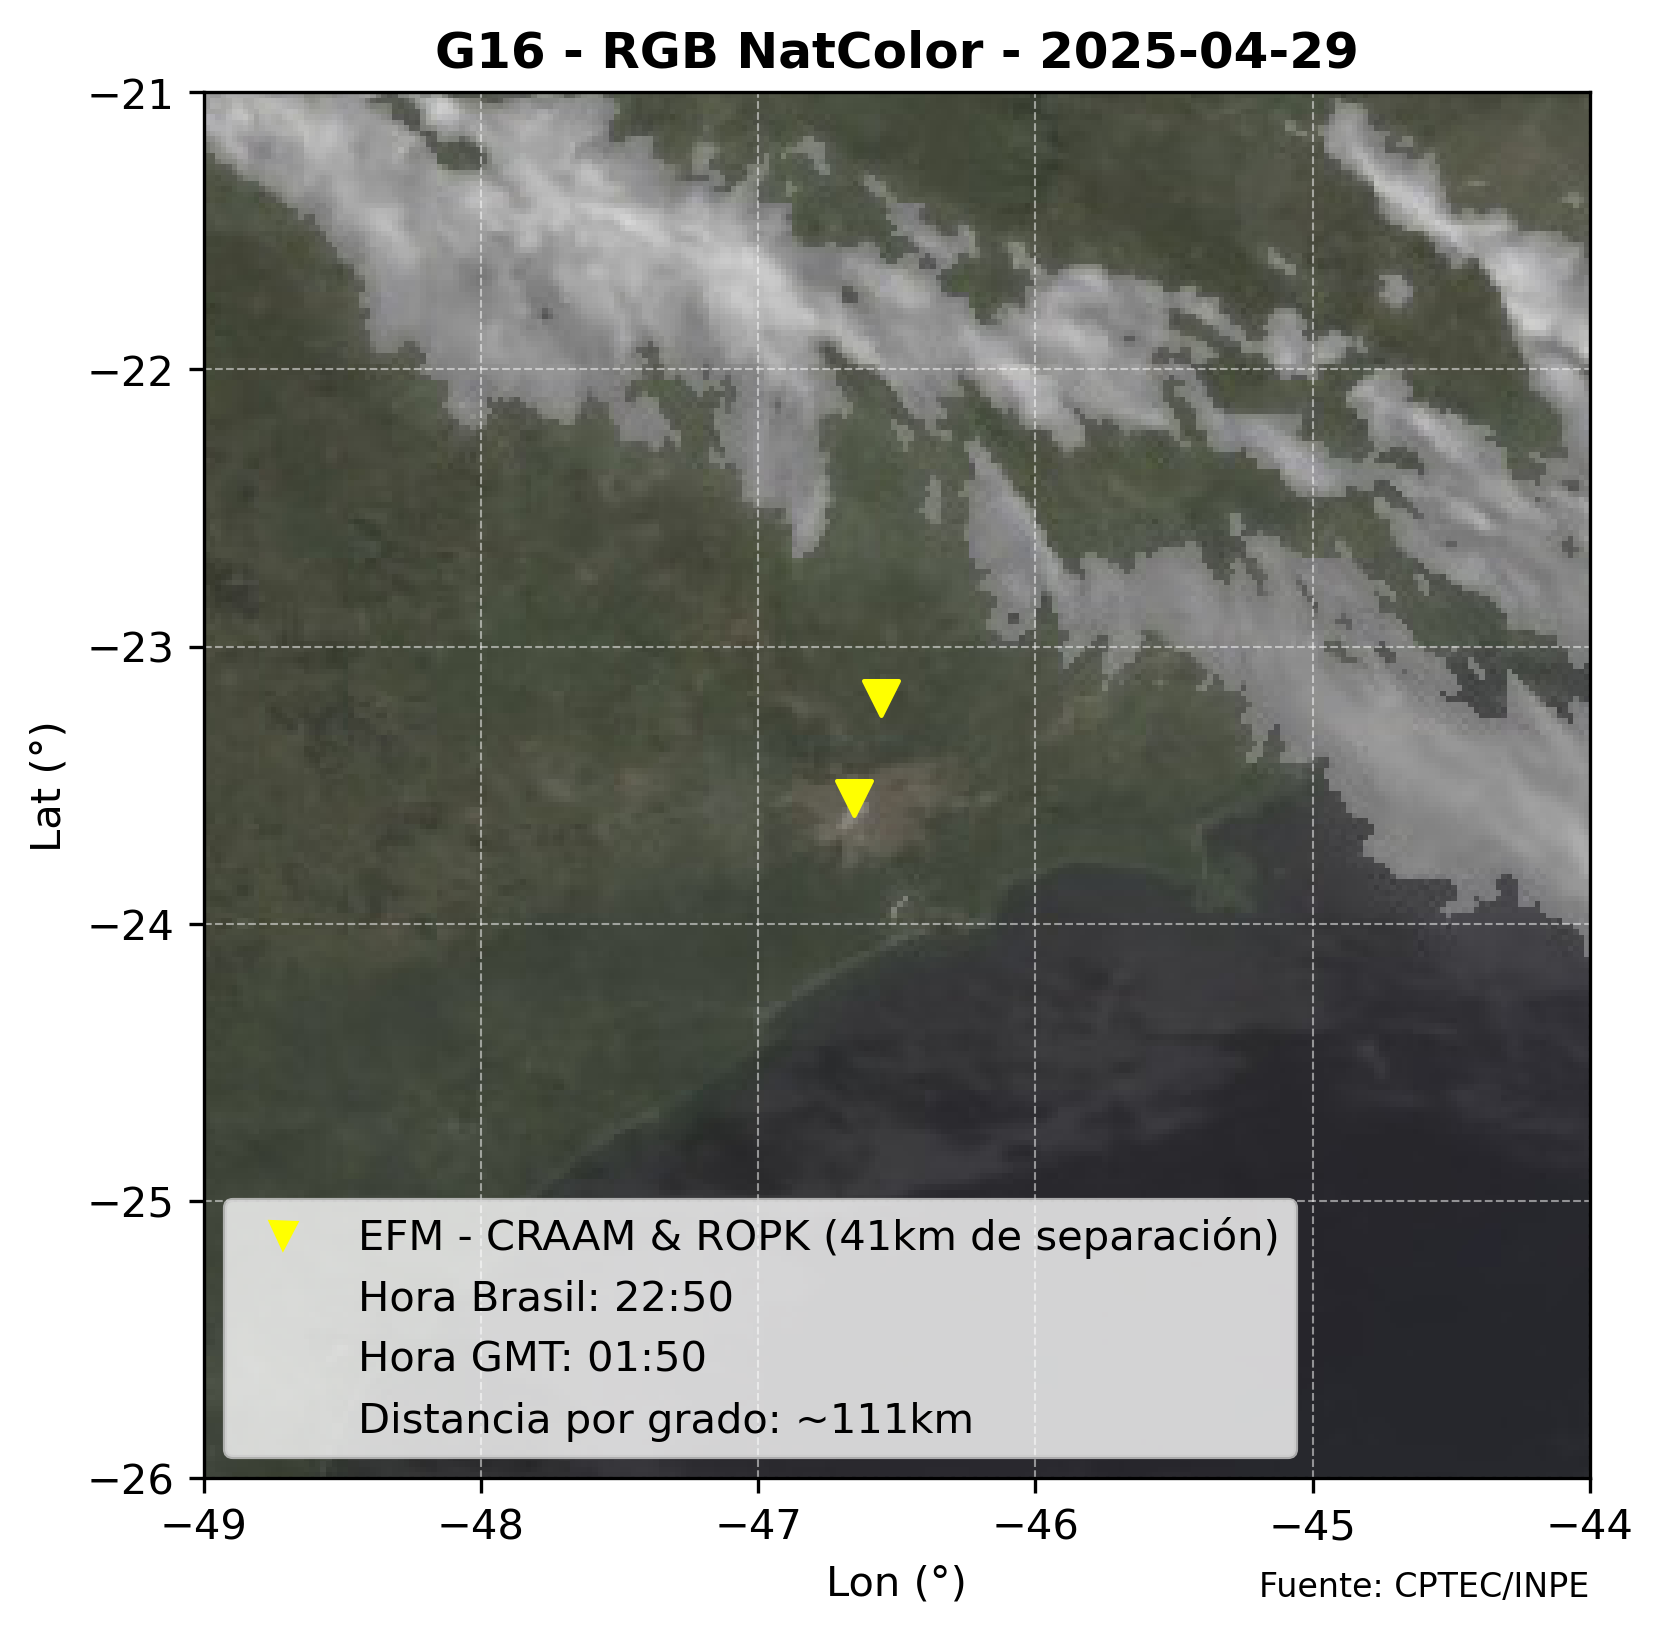 G16 - RGB NatColor - 2025-04-29
−21
−22
−23
−24
−25
−26
Lat (°)
EFM - CRAAM & ROPK (41km de separación)
Hora Brasil: 22:50
Hora GMT: 01:50
Distancia por grado: ~111km
−49 −48 −47 −46 −45 −44
Lon (°)
Fuente: CPTEC/INPE